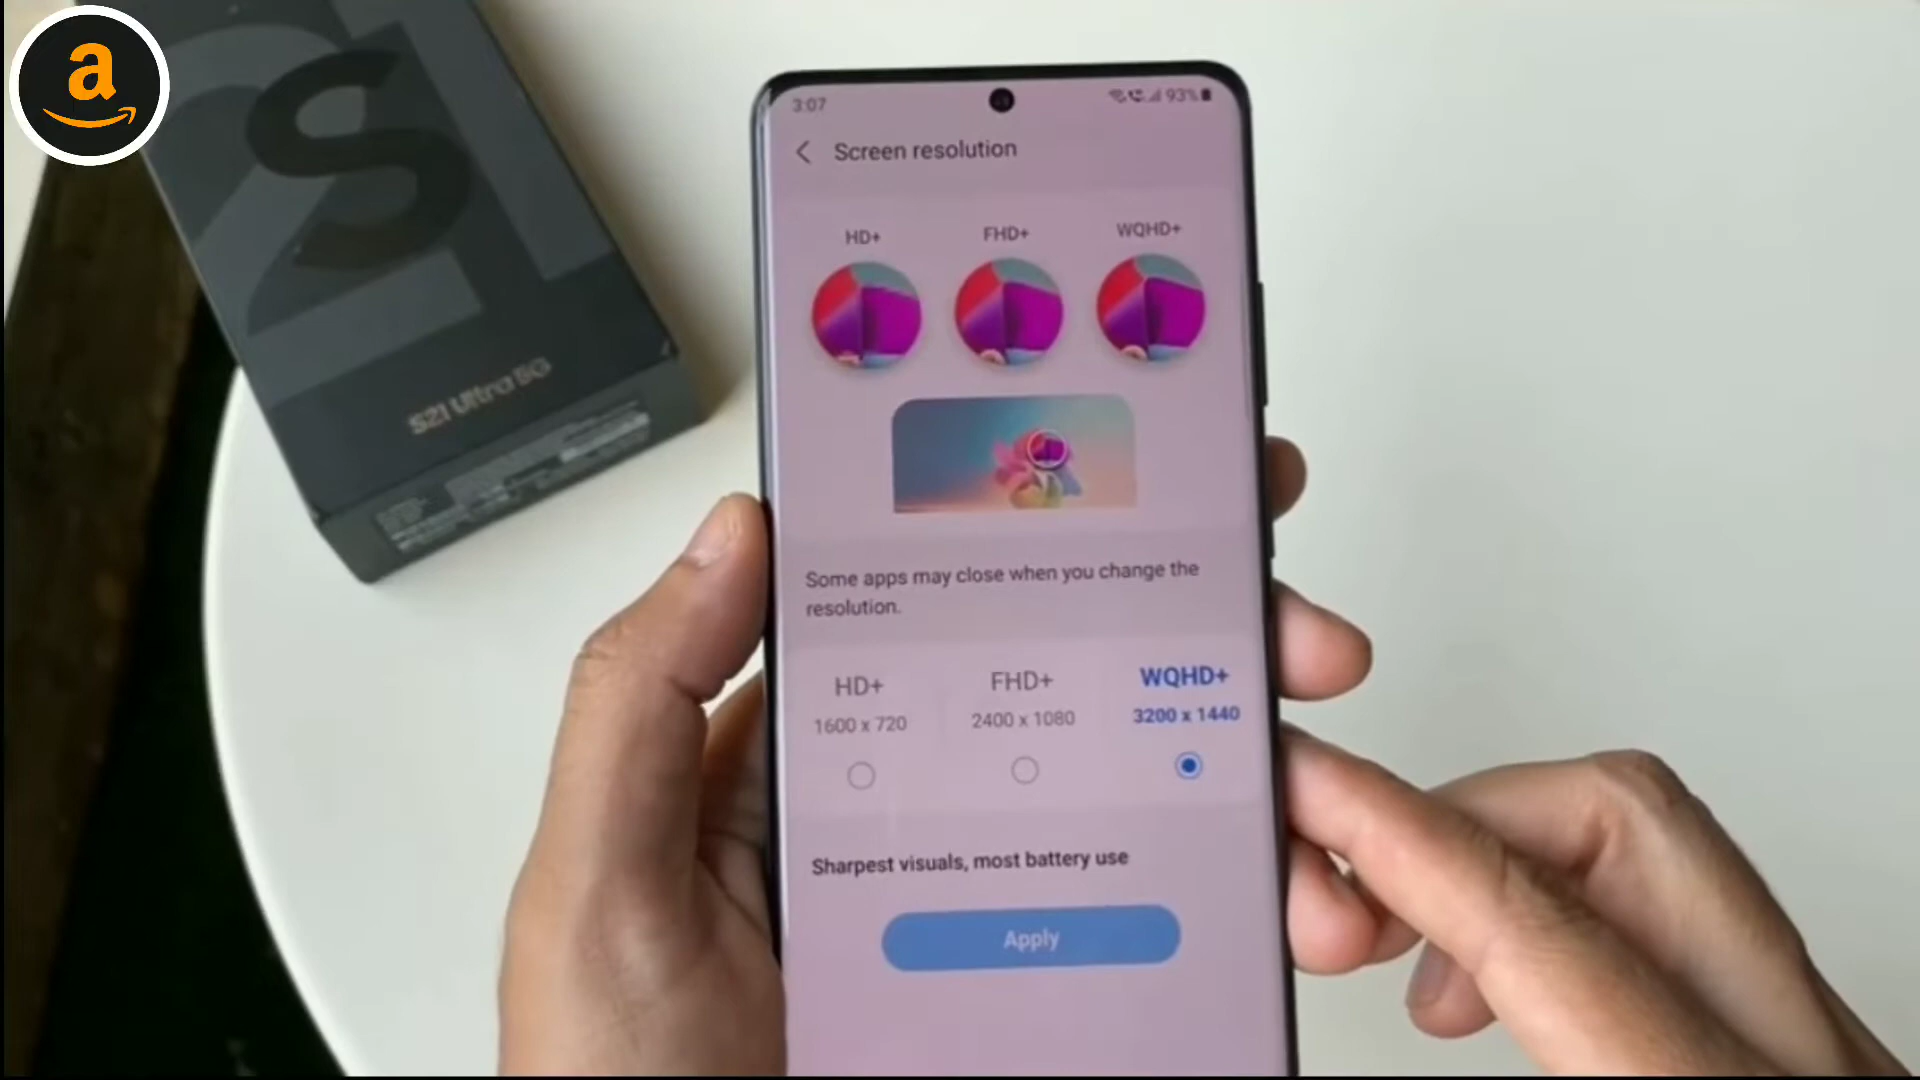 a
S21
S21 Ultra 5G
3:07
93%
Screen resolution
HD+ FHD+ WQHD+
Some apps may close when you change the
resolution.
HD+ FHD+ WQHD+
1600 x 720 2400 x 1080 3200 x 1440
Sharpest visuals, most battery use
Apply